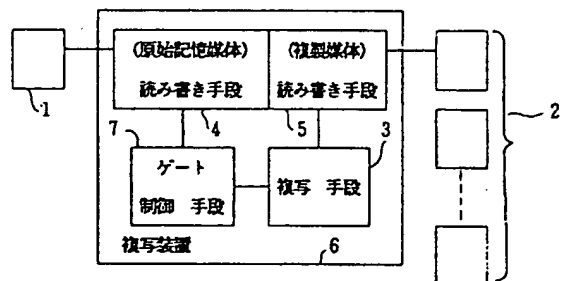 (原始記憶媒体)
読み書き手段
(複製媒体)
読み書き手段
1
4
5
2
7
3
ゲート
制御 手段
複写 手段
複写装置
6